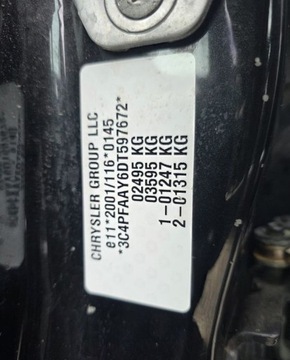 CHRYSLER GROUP LLC
e11*2001/116*0145
*3C4PFAAY6DT597672*
02495 KG
03595 KG
1-01247 KG
2-01315 KG